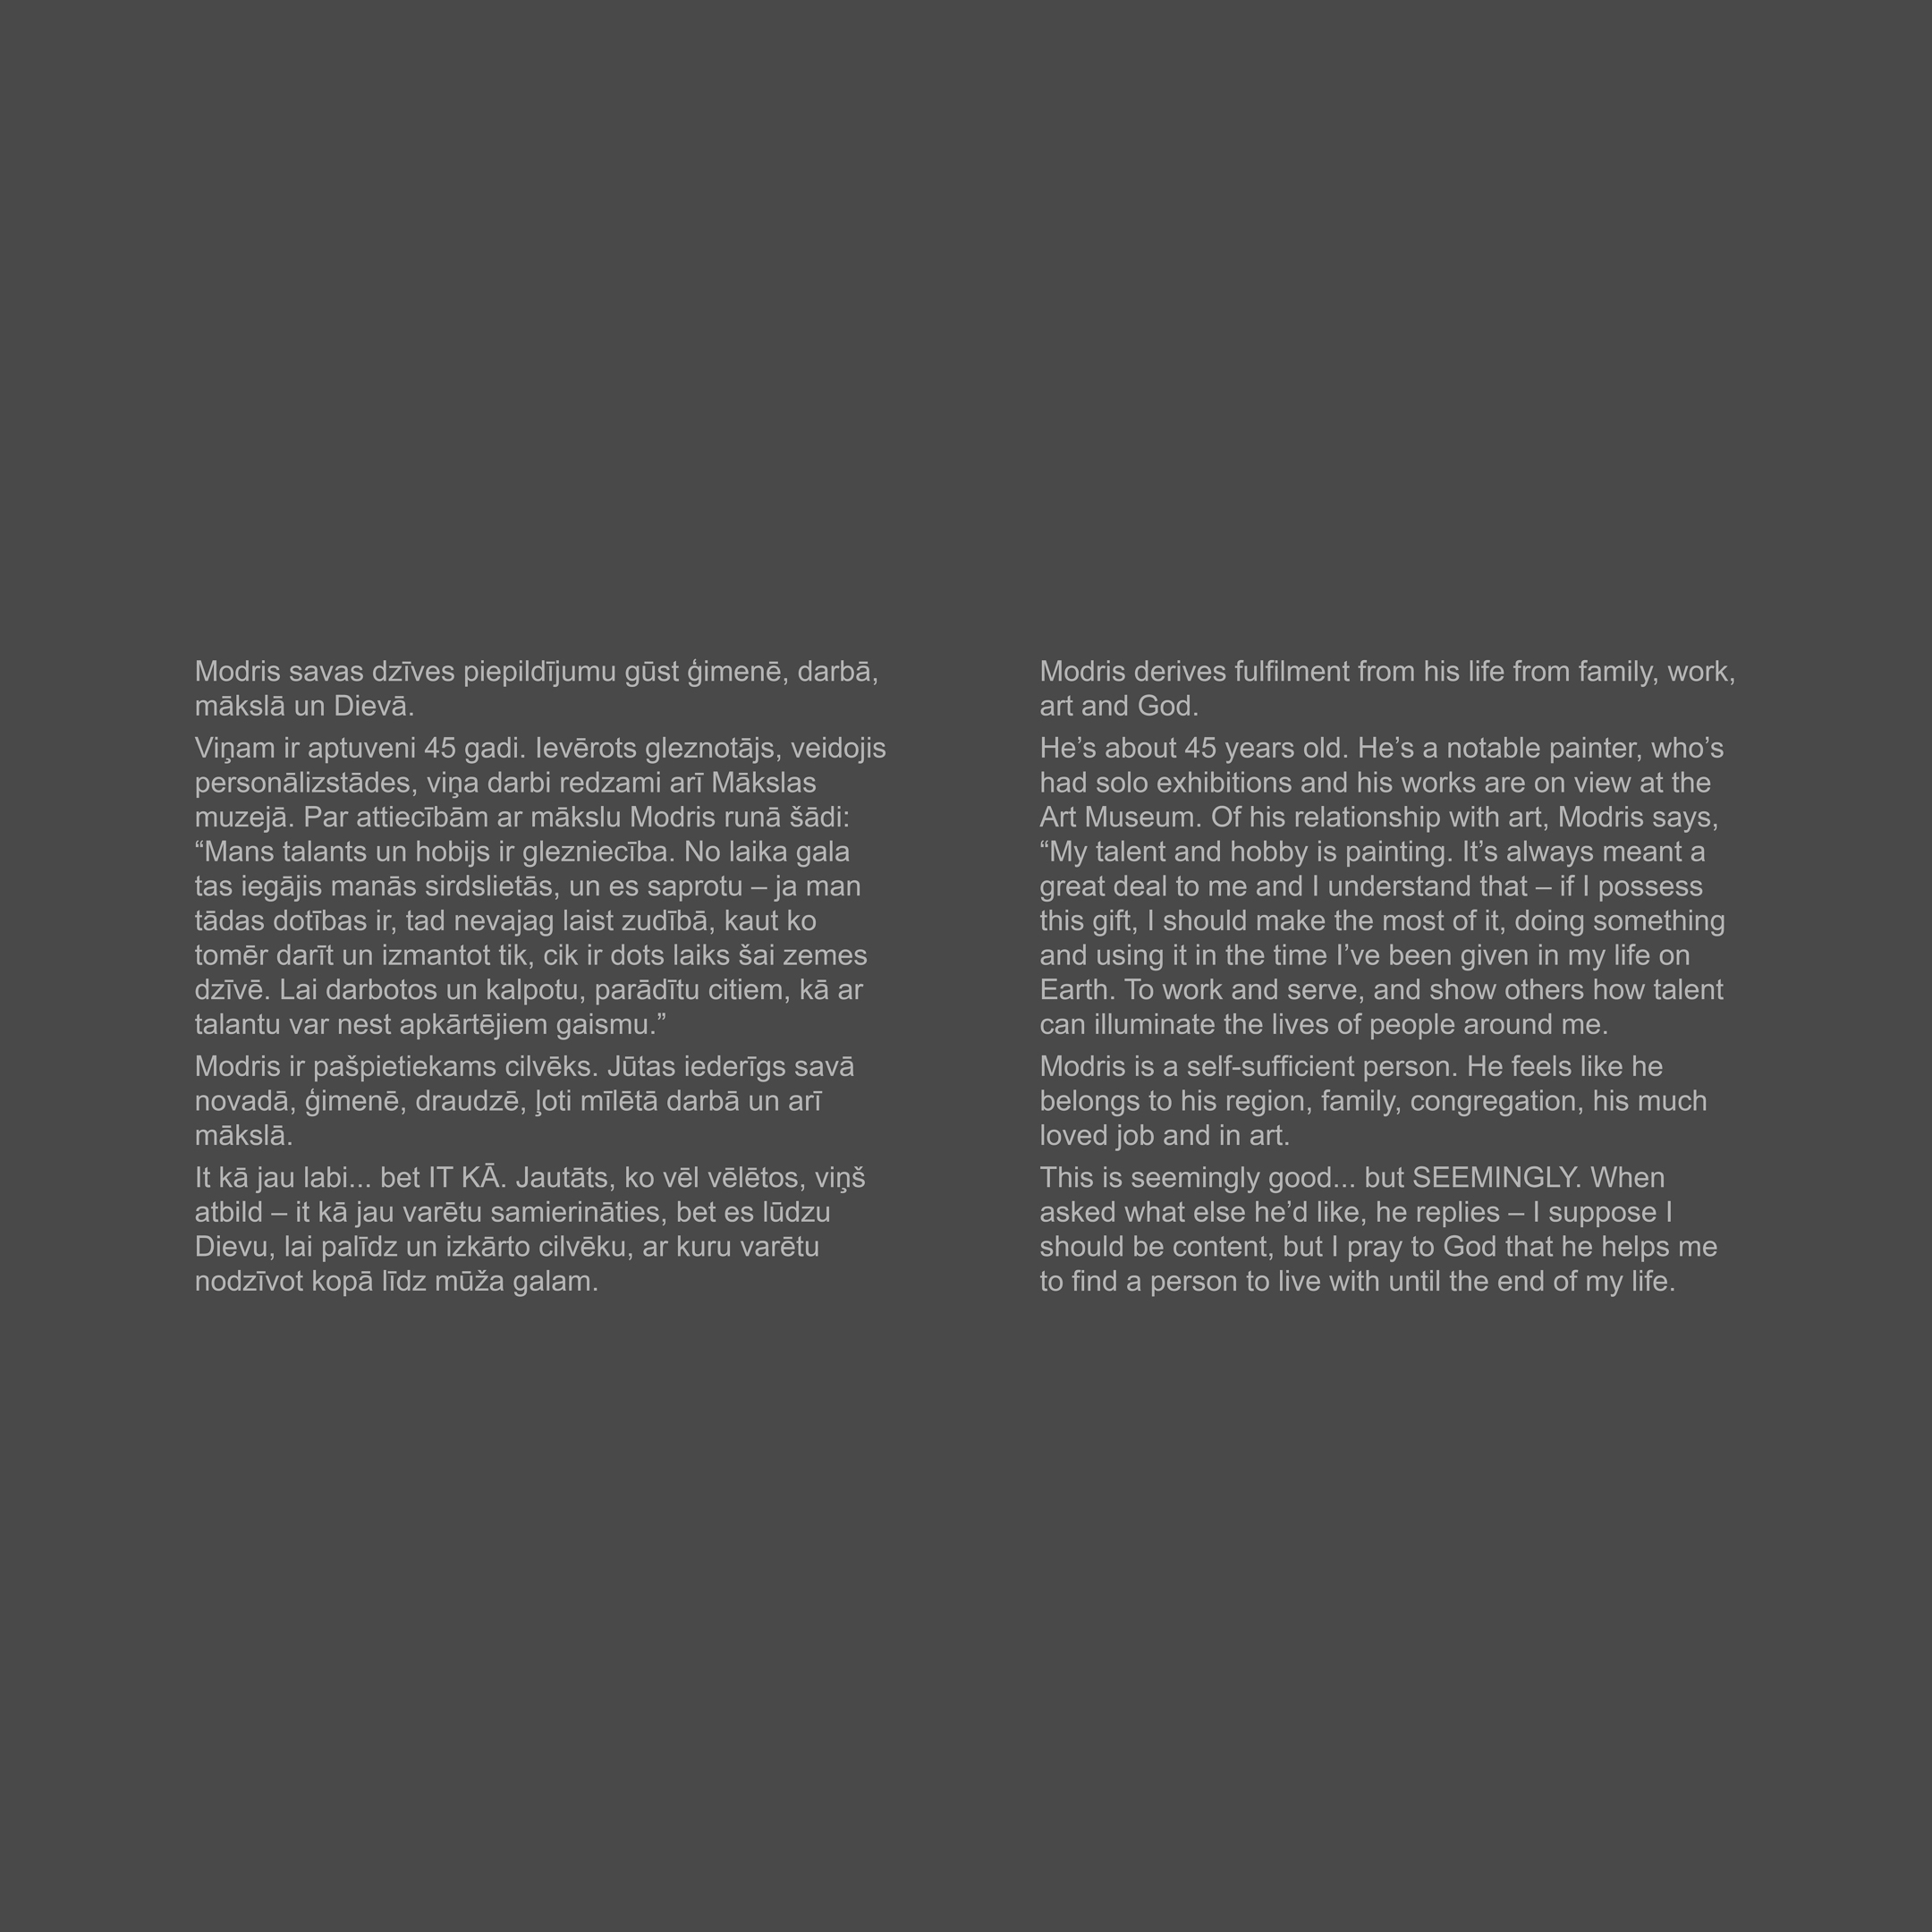 Modris savas dzīves piepildījumu gūst ģimenē, darbā,
mākslā un Dievā.
Viņam ir aptuveni 45 gadi. Ievērots gleznotājs, veidojis
personālizstādes, viņa darbi redzami arī Mākslas
muzejā. Par attiecībām ar mākslu Modris runā šādi:
“Mans talants un hobijs ir glezniecība. No laika gala
tas iegājis manās sirdslietās, un es saprotu – ja man
tādas dotības ir, tad nevajag laist zudībā, kaut ko
tomēr darīt un izmantot tik, cik ir dots laiks šai zemes
dzīvē. Lai darbotos un kalpotu, parādītu citiem, kā ar
talantu var nest apkārtējiem gaismu.”
Modris ir pašpietiekams cilvēks. Jūtas iederīgs savā
novadā, ģimenē, draudzē, ļoti mīlētā darbā un arī
mākslā.
It kā jau labi... bet IT KĀ. Jautāts, ko vēl vēlētos, viņš
atbild – it kā jau varētu samierināties, bet es lūdzu
Dievu, lai palīdz un izkārto cilvēku, ar kuru varētu
nodzīvot kopā līdz mūža galam.
Modris derives fulfilment from his life from family, work,
art and God.
He’s about 45 years old. He’s a notable painter, who’s
had solo exhibitions and his works are on view at the
Art Museum. Of his relationship with art, Modris says,
“My talent and hobby is painting. It’s always meant a
great deal to me and I understand that – if I possess
this gift, I should make the most of it, doing something
and using it in the time I’ve been given in my life on
Earth. To work and serve, and show others how talent
can illuminate the lives of people around me.
Modris is a self-sufficient person. He feels like he
belongs to his region, family, congregation, his much
loved job and in art.
This is seemingly good... but SEEMINGLY. When
asked what else he’d like, he replies – I suppose I
should be content, but I pray to God that he helps me
to find a person to live with until the end of my life.